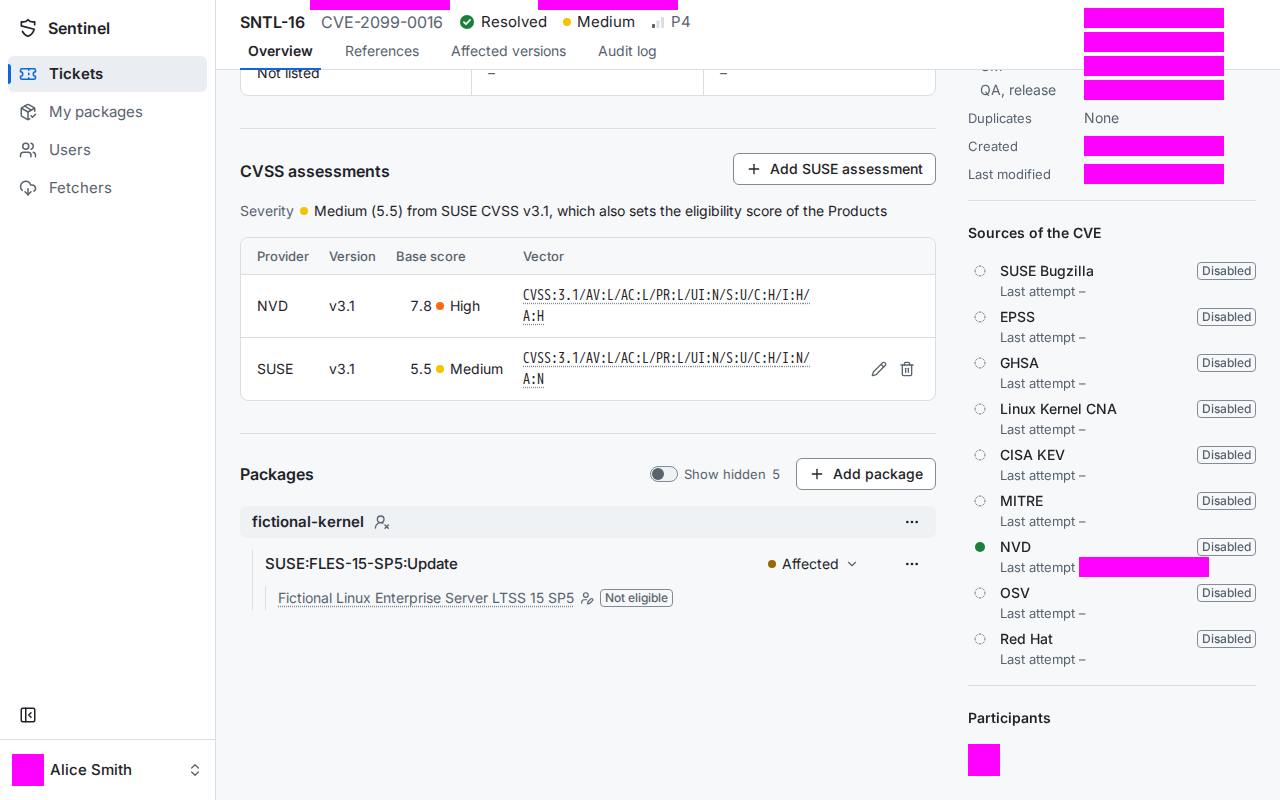 Sentinel
Tickets
My packages
Users
Fetchers
Alice Smith
SNTL-16 CVE-2099-0016 Resolved Medium P4
Overview References Affected versions Audit log
Not listed – –
CVSS assessments
Add SUSE assessment
Severity Medium (5.5) from SUSE CVSS v3.1, which also sets the eligibility score of the Products
Provider Version Base score Vector
NVD v3.1 7.8 High CVSS:3.1/AV:L/AC:L/PR:L/UI:N/S:U/C:H/I:H/
A:H
SUSE v3.1 5.5 Medium CVSS:3.1/AV:L/AC:L/PR:L/UI:N/S:U/C:H/I:N/
A:N
Packages
Show hidden 5
Add package
fictional-kernel
SUSE:FLES-15-SP5:Update Affected
Fictional Linux Enterprise Server LTSS 15 SP5 Not eligible
QA, release
Duplicates None
Created
Last modified
Sources of the CVE
SUSE Bugzilla Disabled
Last attempt –
EPSS Disabled
Last attempt –
GHSA Disabled
Last attempt –
Linux Kernel CNA Disabled
Last attempt –
CISA KEV Disabled
Last attempt –
MITRE Disabled
Last attempt –
NVD Disabled
Last attempt
OSV Disabled
Last attempt –
Red Hat Disabled
Last attempt –
Participants